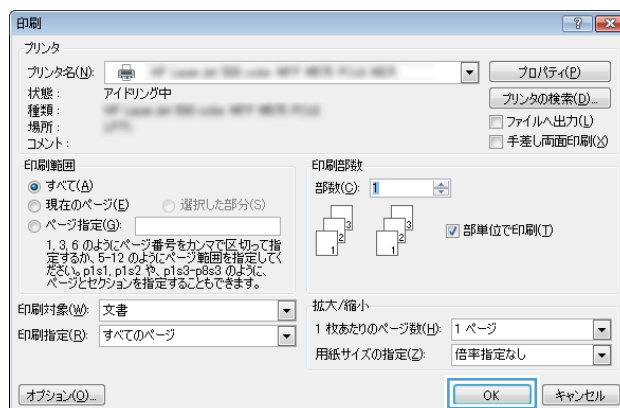 印刷
プリンタ
プリンタ名(N):
プロパティ(P)
状態: アイドリング中
プリンタの検索(D)...
種類:
場所:
ファイルへ出力(L)
コメント:
手差し両面印刷(X)
印刷範囲
すべて(A)
現在のページ(E) 選択した部分(S)
ページ指定(G):
1, 3, 6 のようにページ番号をカンマで区切って指
定するか、5-12 のようにページ範囲を指定してく
ださい。p1s1, p1s2 や、p1s3-p8s3 のように、
ページとセクションを指定することもできます。
印刷部数
部数(C): 1
1 2 3 1 2 3
部単位で印刷(T)
印刷対象(W): 文書
印刷指定(R): すべてのページ
拡大/縮小
1 枚あたりのページ数(H): 1 ページ
用紙サイズの指定(Z): 倍率指定なし
オプション(O)...
OK
キャンセル